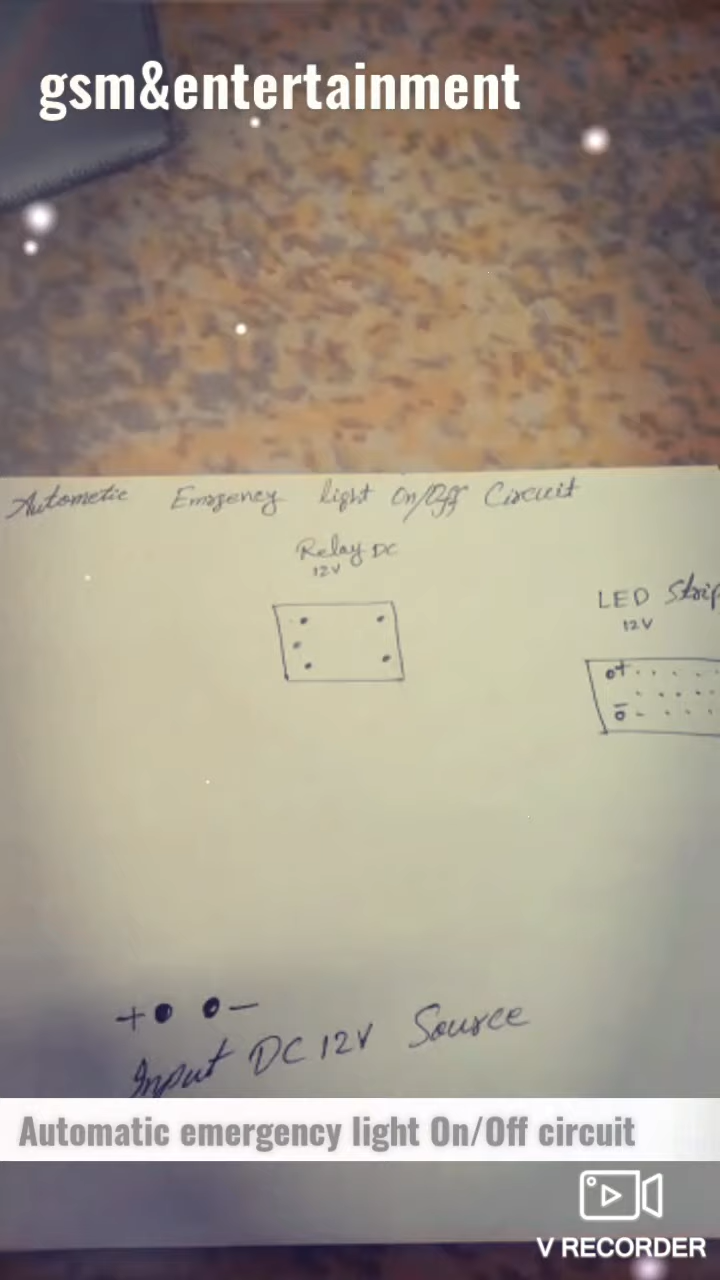 gsm&entertainment
Autometic Emergency light On/Off Circuit
Relay DC
12V
LED Strip
12V
+
-
+ -
Input DC 12V Source
Automatic emergency light On/Off circuit
V RECORDER